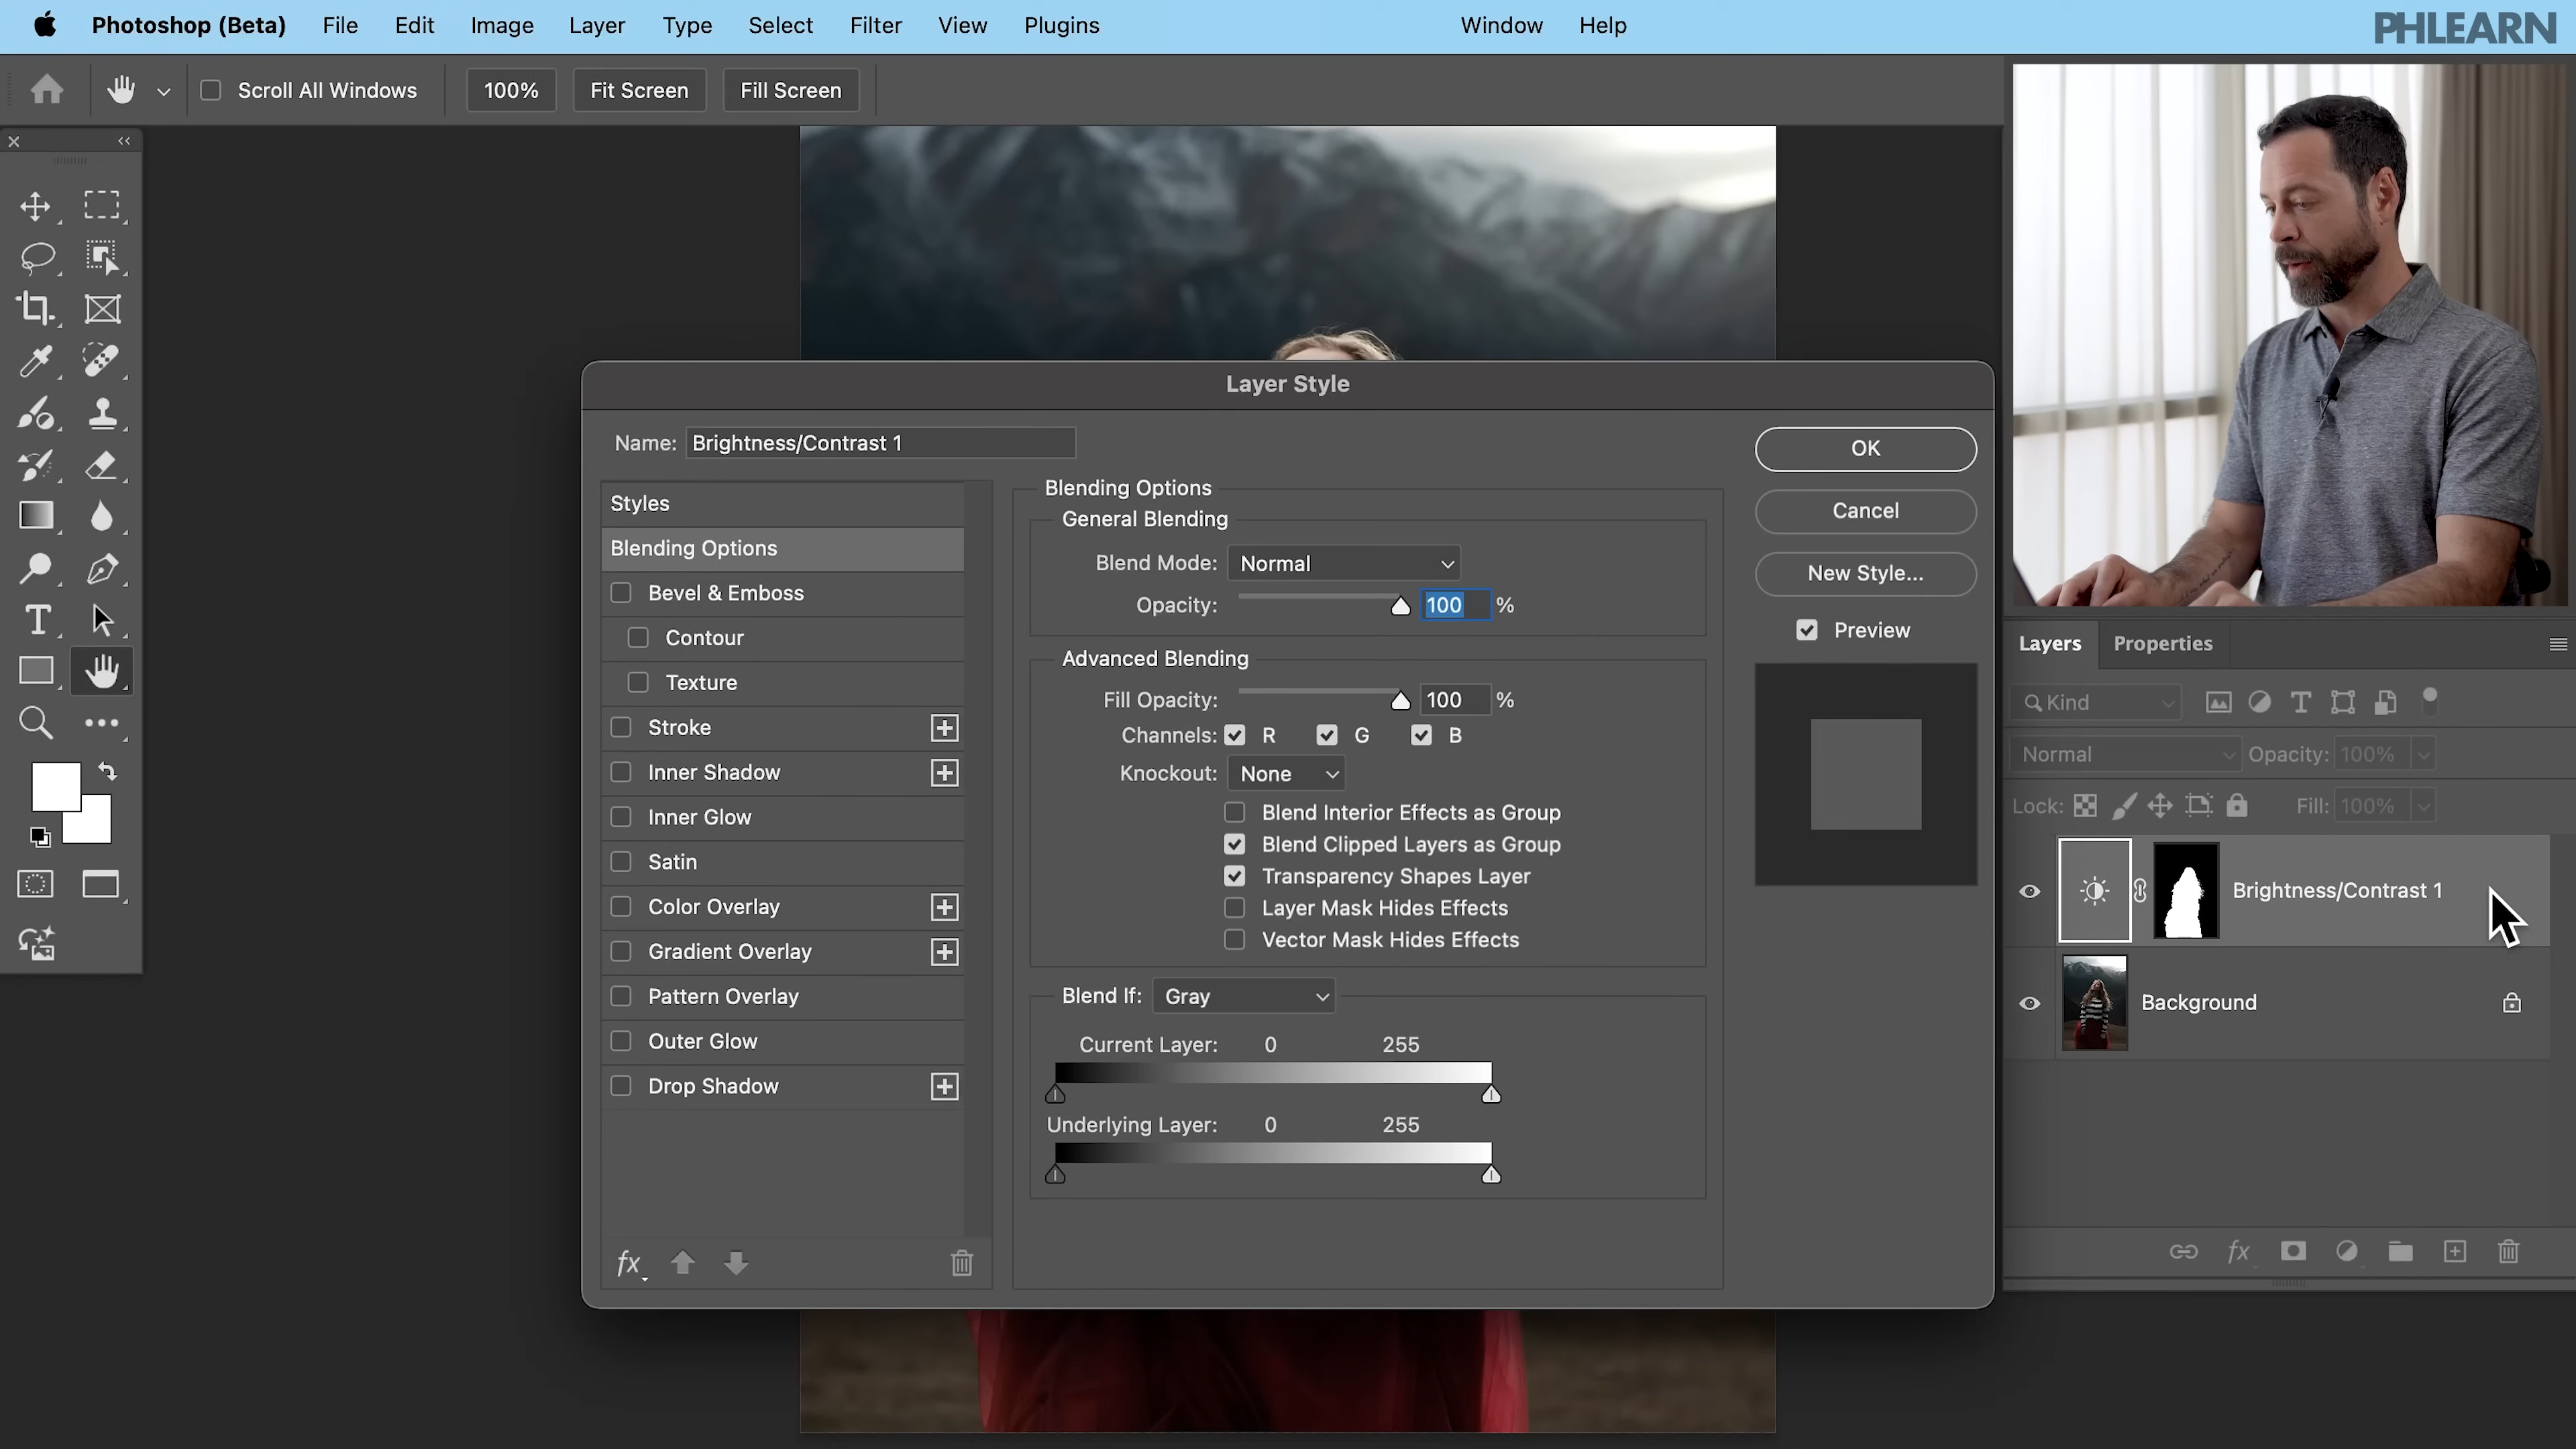 Photoshop (Beta) File Edit Image Layer Type Select Filter View Plugins Window Help
PHLEARN
Scroll All Windows 100% Fit Screen Fill Screen
Layer Style
Name: Brightness/Contrast 1
Styles
Blending Options
Bevel & Emboss
Contour
Texture
Stroke
Inner Shadow
Inner Glow
Satin
Color Overlay
Gradient Overlay
Pattern Overlay
Outer Glow
Drop Shadow
fx
Blending Options
General Blending
Blend Mode: Normal
Opacity: 100 %
Advanced Blending
Fill Opacity: 100 %
Channels: R G B
Knockout: None
Blend Interior Effects as Group
Blend Clipped Layers as Group
Transparency Shapes Layer
Layer Mask Hides Effects
Vector Mask Hides Effects
Blend If: Gray
Current Layer: 0 255
Underlying Layer: 0 255
OK
Cancel
New Style...
Preview
Layers Properties
Kind
Normal Opacity: 100%
Lock: Fill: 100%
Brightness/Contrast 1
Background
fx